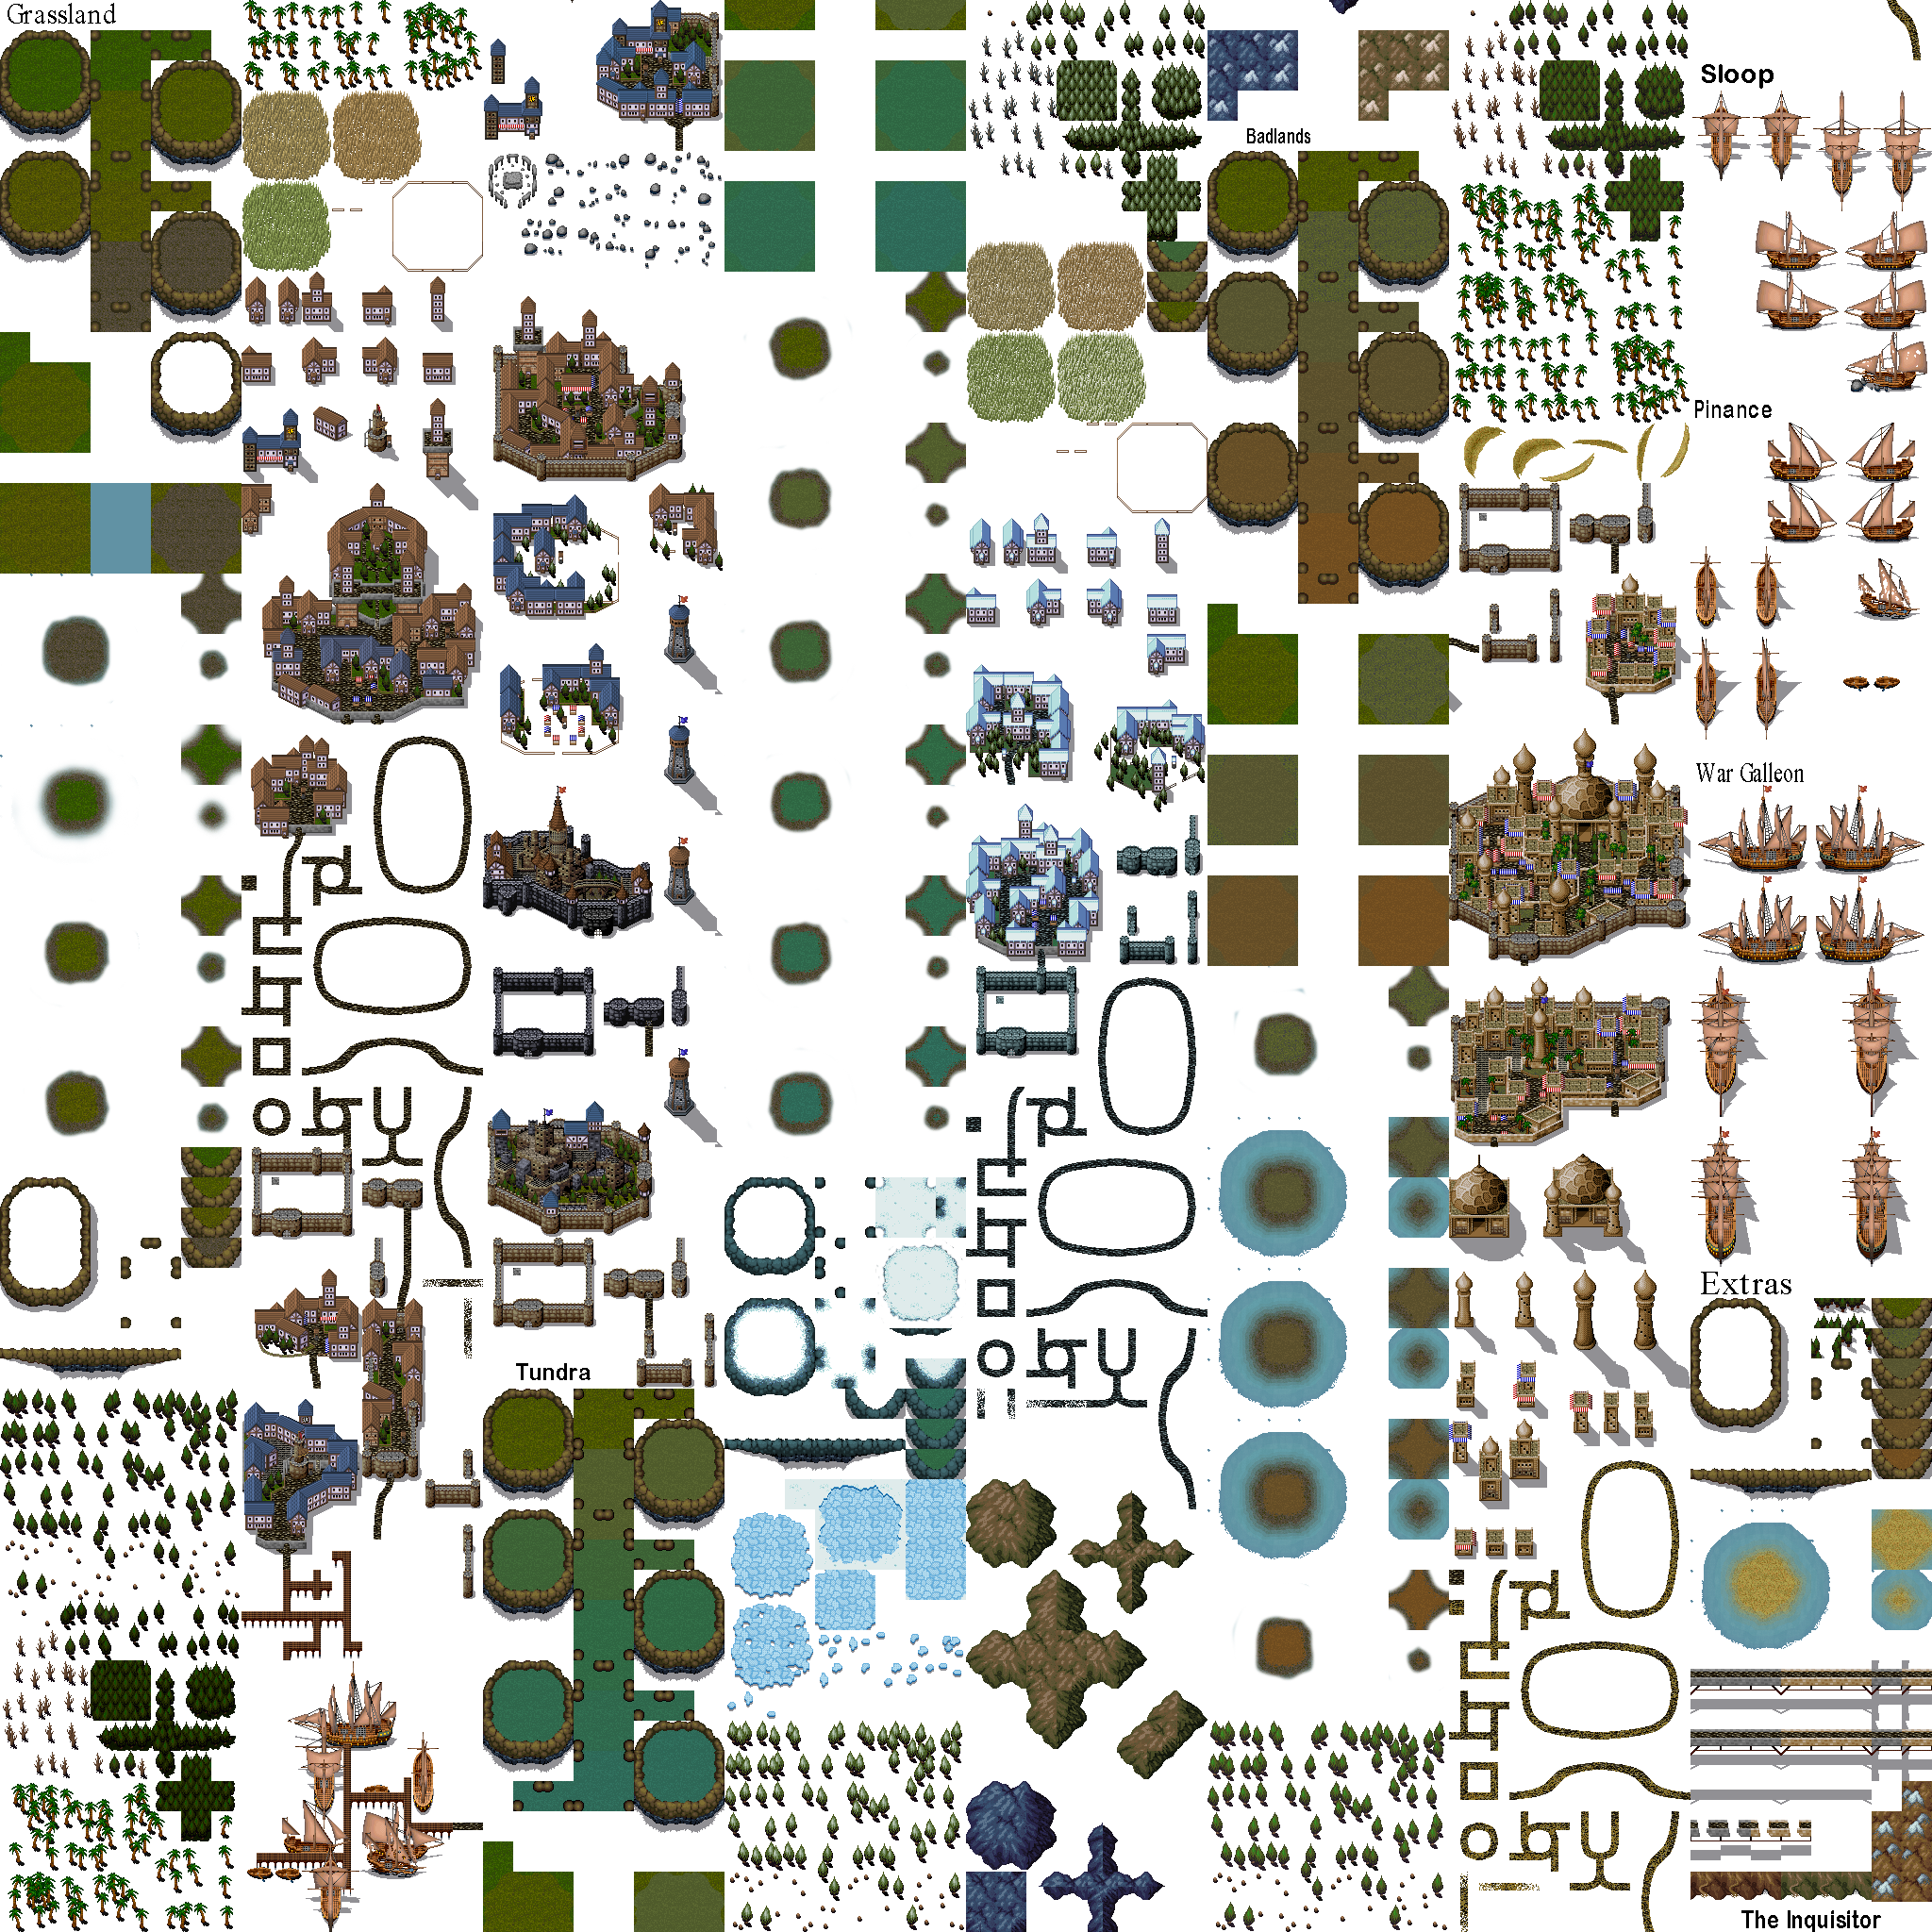 Grassland
Sloop
Badlands
Pinance
War Galleon
Extras
Tundra
The Inquisitor